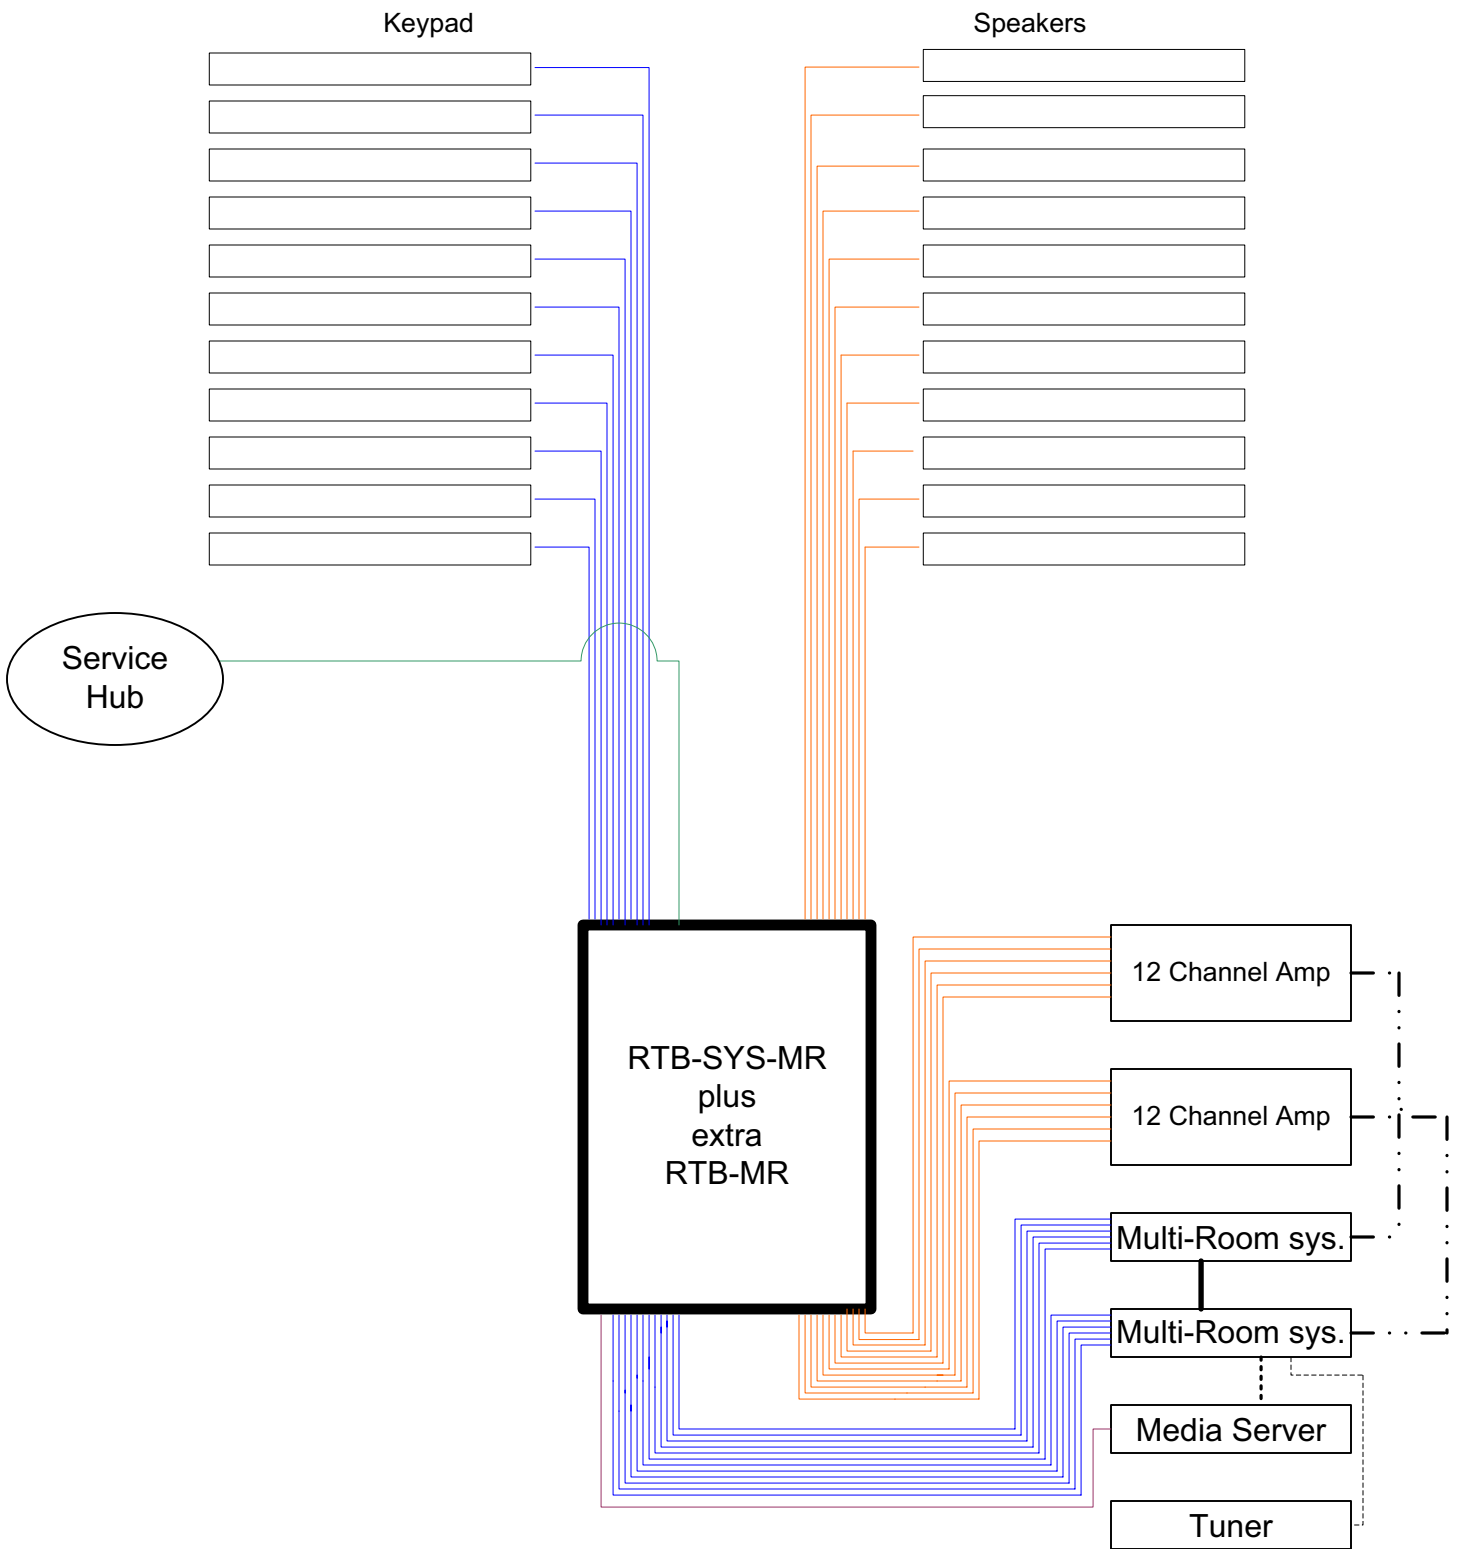 Keypad
Speakers
Service
Hub
RTB-SYS-MR
plus
extra
RTB-MR
12 Channel Amp
12 Channel Amp
Multi-Room sys.
Multi-Room sys.
Media Server
Tuner